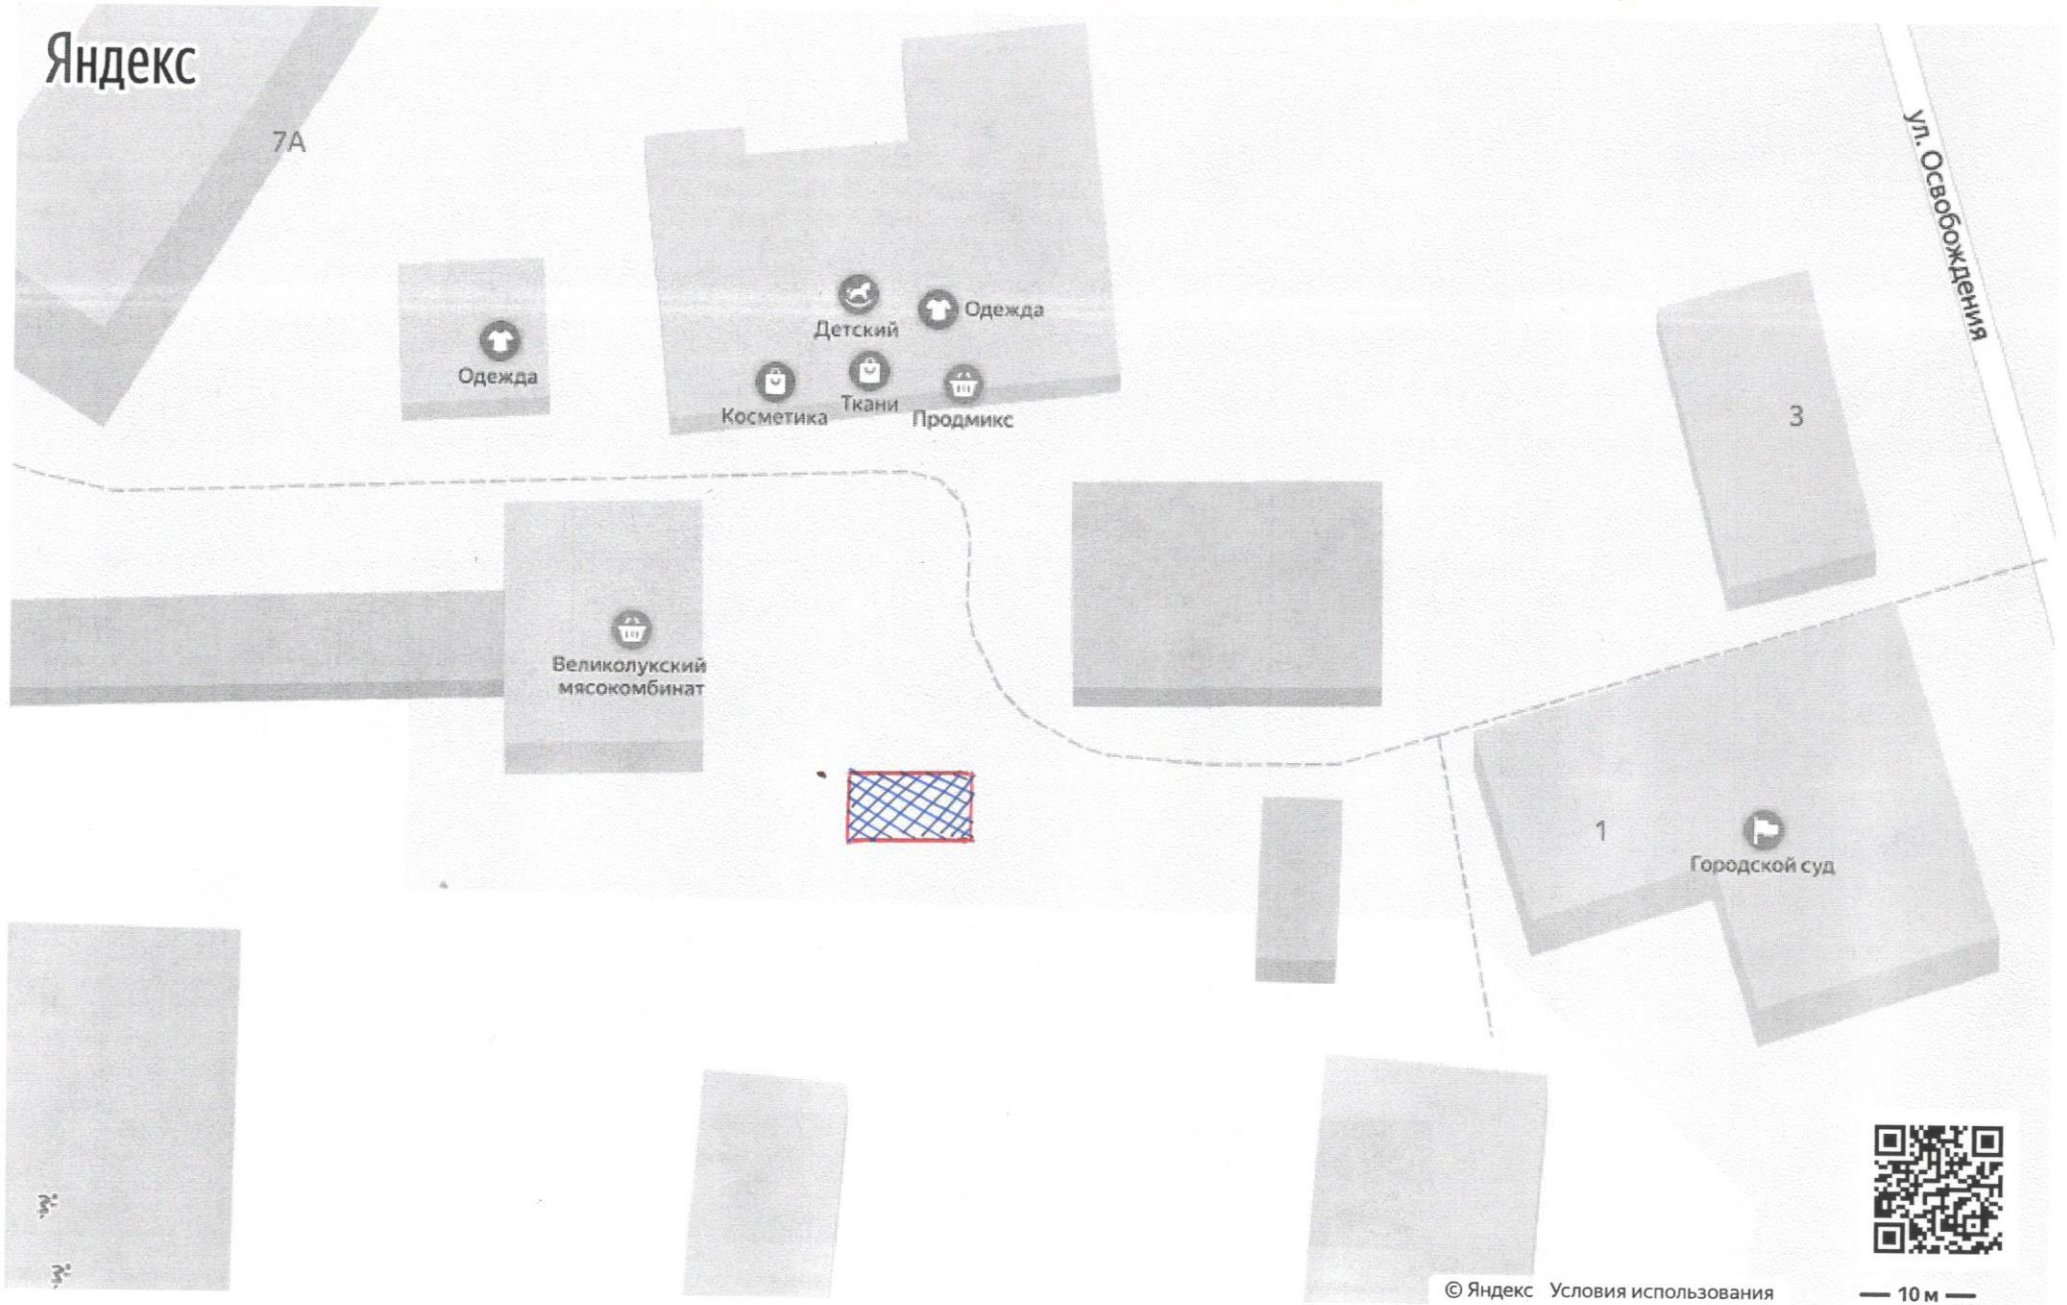 Яндекс
7А
ул. Освобождения
Детский
Одежда
Одежда
Косметика
Ткани
Продмикс
3
Великолукский
мясокомбинат
1
Городской суд
© Яндекс Условия использования
10 м